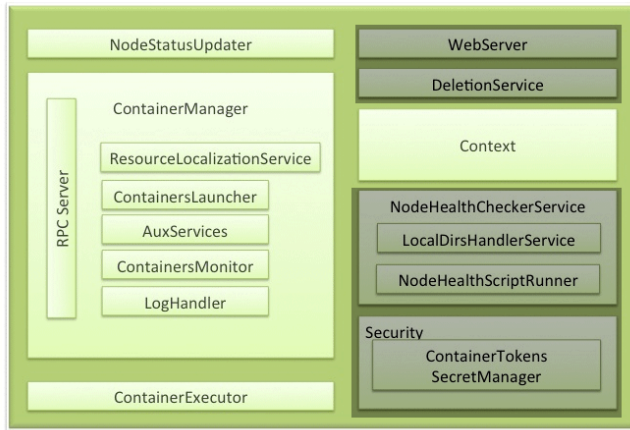 NodeStatusUpdater
ContainerManager
RPC Server
ResourceLocalizationService
ContainersLauncher
AuxServices
ContainersMonitor
LogHandler
ContainerExecutor
WebServer
DeletionService
Context
NodeHealthCheckerService
LocalDirsHandlerService
NodeHealthScriptRunner
Security
ContainerTokens
SecretManager